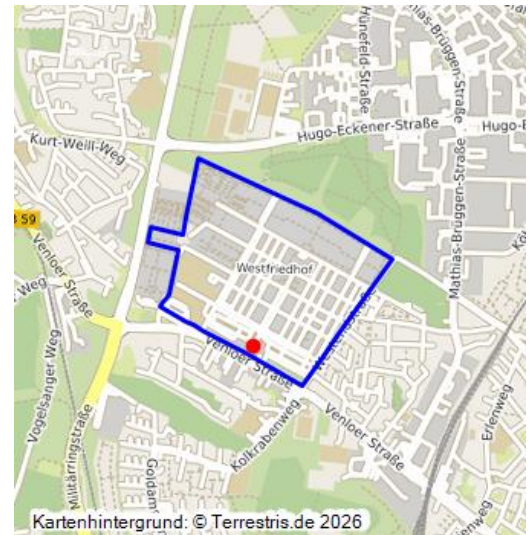 Hünefeld-Straße
Mathias-Brüggen-Straße
Hugo-Eckener-Straße
Hugo-E
Kurt-Weill-Weg
B 59
Venloer Straße
Westfriedhof
Mathias-Brüggen-Straße
Vogelsanger Weg
Venloer Straße
Militärringstraße
Goldam
Kolkrabenweg
Venloer Straße
Erlenweg
Kartenhintergrund: © Terrestris.de 2026